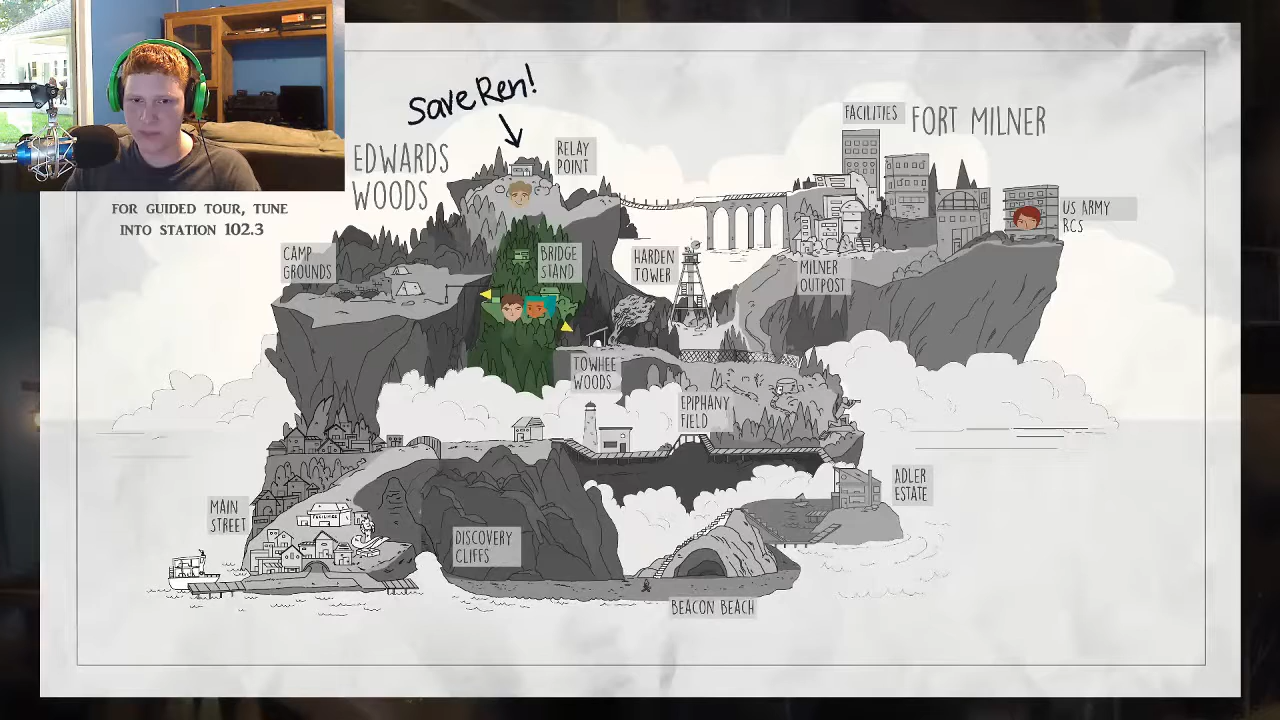 Save Ren!
FACILITIES
FORT MILNER
EDWARDS
WOODS
RELAY
POINT
FOR GUIDED TOUR, TUNE
INTO STATION 102.3
US ARMY
RCS
CAMP
GROUNDS
BRIDGE
STAND
HARDEN
TOWER
MILNER
OUTPOST
TOWHEE
WOODS
EPIPHANY
FIELD
ADLER
ESTATE
MAIN
STREET
DISCOVERY
CLIFFS
BEACON BEACH